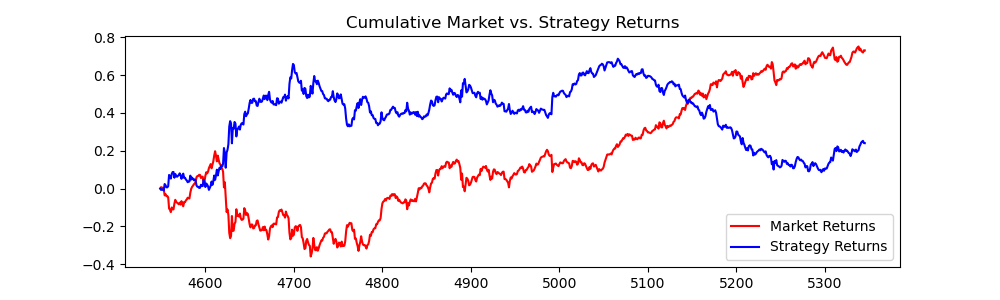 Cumulative Market vs. Strategy Returns
0.8
0.6
0.4
0.2
0.0
−0.2
−0.4
Market Returns
Strategy Returns
4600 4700 4800 4900 5000 5100 5200 5300